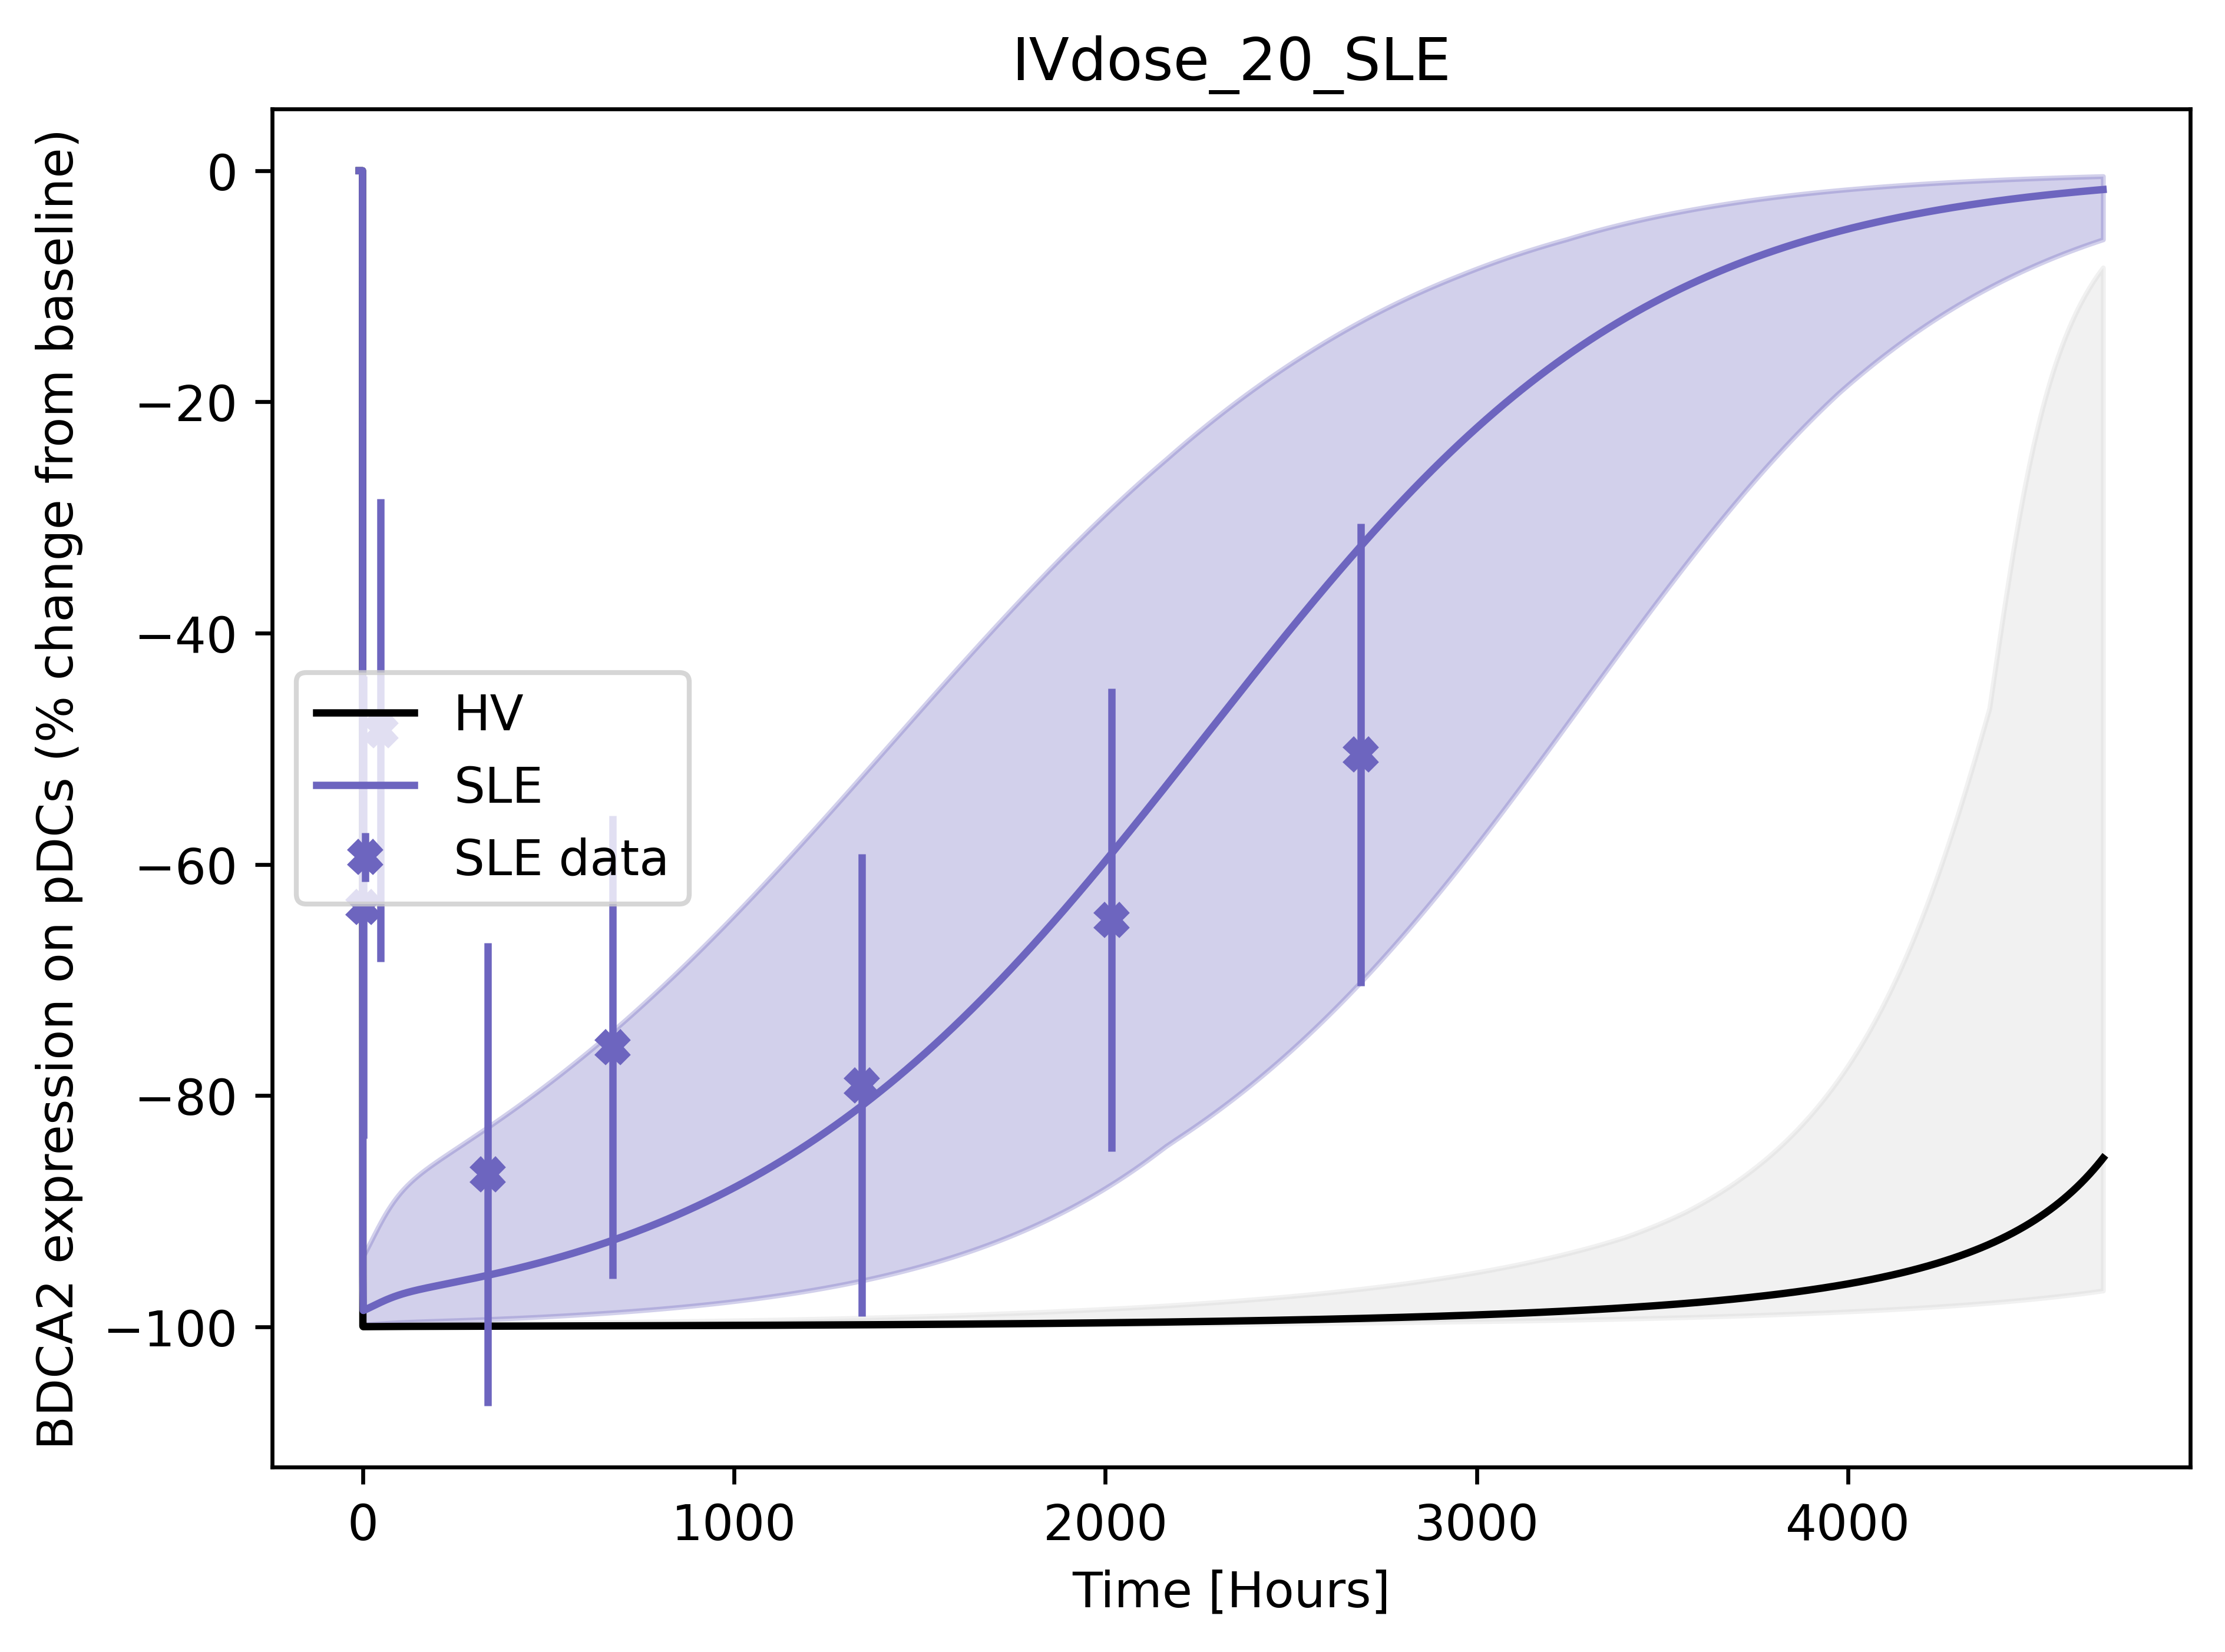 IVdose_20_SLE
BDCA2 expression on pDCs (% change from baseline)
0
−20
−40
−60
−80
−100
HV
SLE
SLE data
0
1000
2000
3000
4000
Time [Hours]